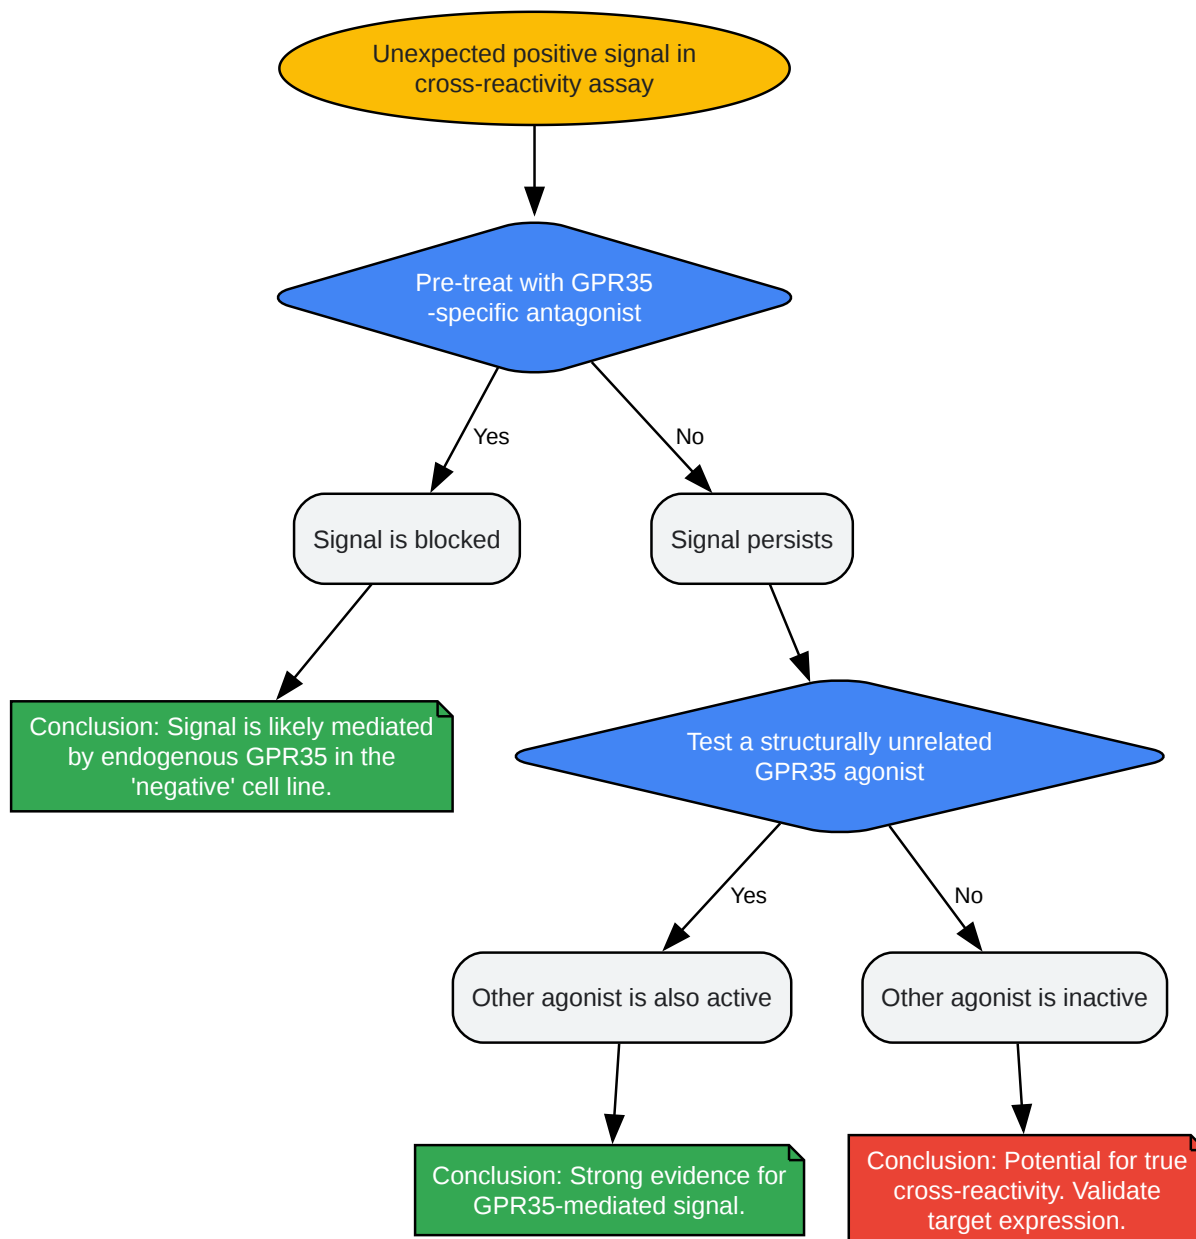 Unexpected positive signal in
cross-reactivity assay
Pre-treat with GPR35
-specific antagonist
Yes
No
Signal is blocked
Signal persists
Conclusion: Signal is likely mediated
by endogenous GPR35 in the
'negative' cell line.
Test a structurally unrelated
GPR35 agonist
Yes
No
Other agonist is also active
Other agonist is inactive
Conclusion: Strong evidence for
GPR35-mediated signal.
Conclusion: Potential for true
cross-reactivity. Validate
target expression.